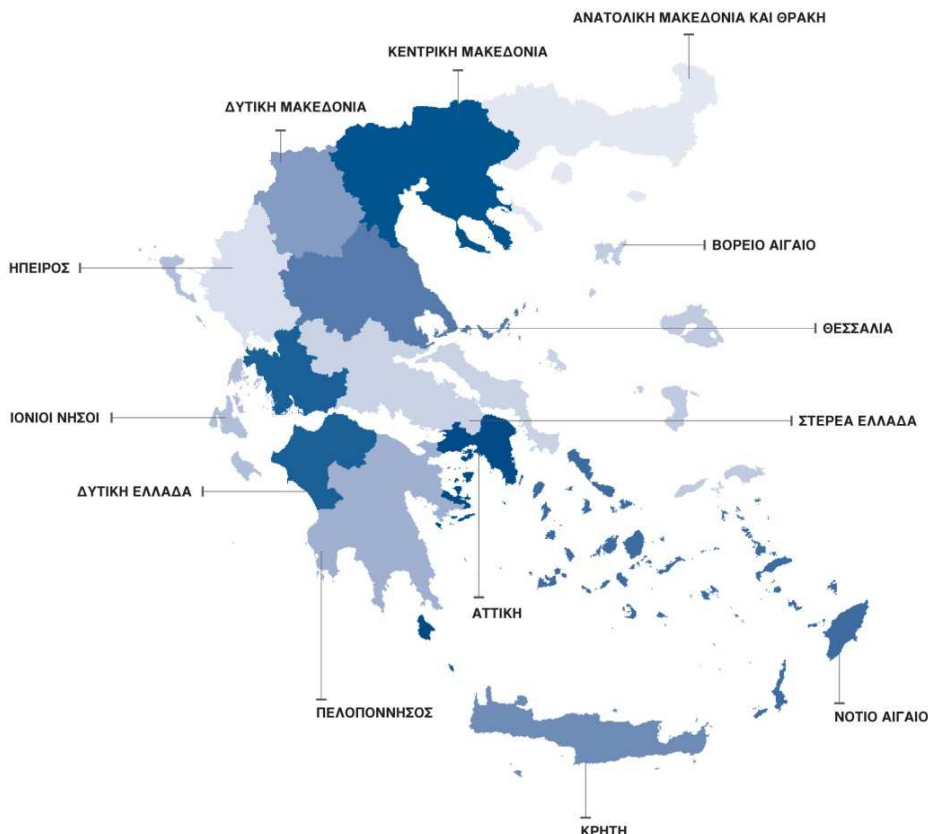 ΑΝΑΤΟΛΙΚΗ ΜΑΚΕΔΟΝΙΑ ΚΑΙ ΘΡΑΚΗ
ΚΕΝΤΡΙΚΗ ΜΑΚΕΔΟΝΙΑ
ΔΥΤΙΚΗ ΜΑΚΕΔΟΝΙΑ
ΒΟΡΕΙΟ ΑΙΓΑΙΟ
ΗΠΕΙΡΟΣ
ΘΕΣΣΑΛΙΑ
ΙΟΝΙΟΙ ΝΗΣΟΙ
ΣΤΕΡΕΑ ΕΛΛΑΔΑ
ΔΥΤΙΚΗ ΕΛΛΑΔΑ
ΑΤΤΙΚΗ
ΠΕΛΟΠΟΝΝΗΣΟΣ
ΝΟΤΙΟ ΑΙΓΑΙΟ
ΚΡΗΤΗ